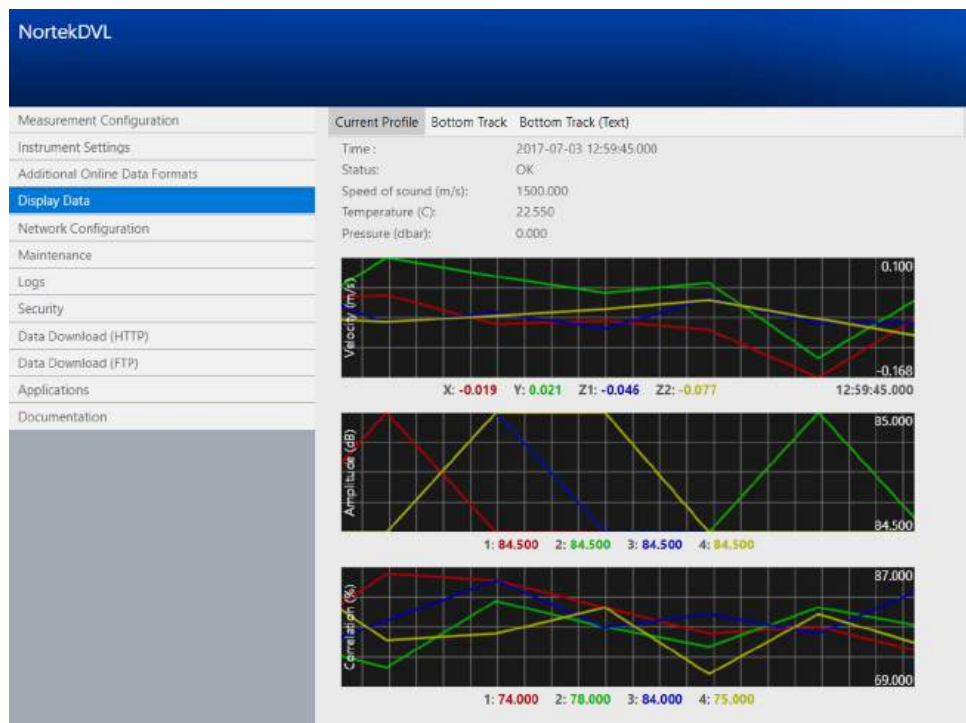 NortekDVL
Measurement Configuration
Instrument Settings
Additional Online Data Formats
Display Data
Network Configuration
Maintenance
Logs
Security
Data Download (HTTP)
Data Download (FTP)
Applications
Documentation
Current Profile Bottom Track Bottom Track (Text)
Time : 2017-07-03 12:59:45.000
Status: OK
Speed of sound (m/s): 1500.000
Temperature (C): 22.550
Pressure (dbar): 0.000
Velocity (m/s)
0.100
-0.168
X: -0.019 Y: 0.021 Z1: -0.046 Z2: -0.077 12:59:45.000
Amplitude (dB)
85.000
84.500
1: 84.500 2: 84.500 3: 84.500 4: 84.500
Correlation (%)
87.000
69.000
1: 74.000 2: 78.000 3: 84.000 4: 75.000